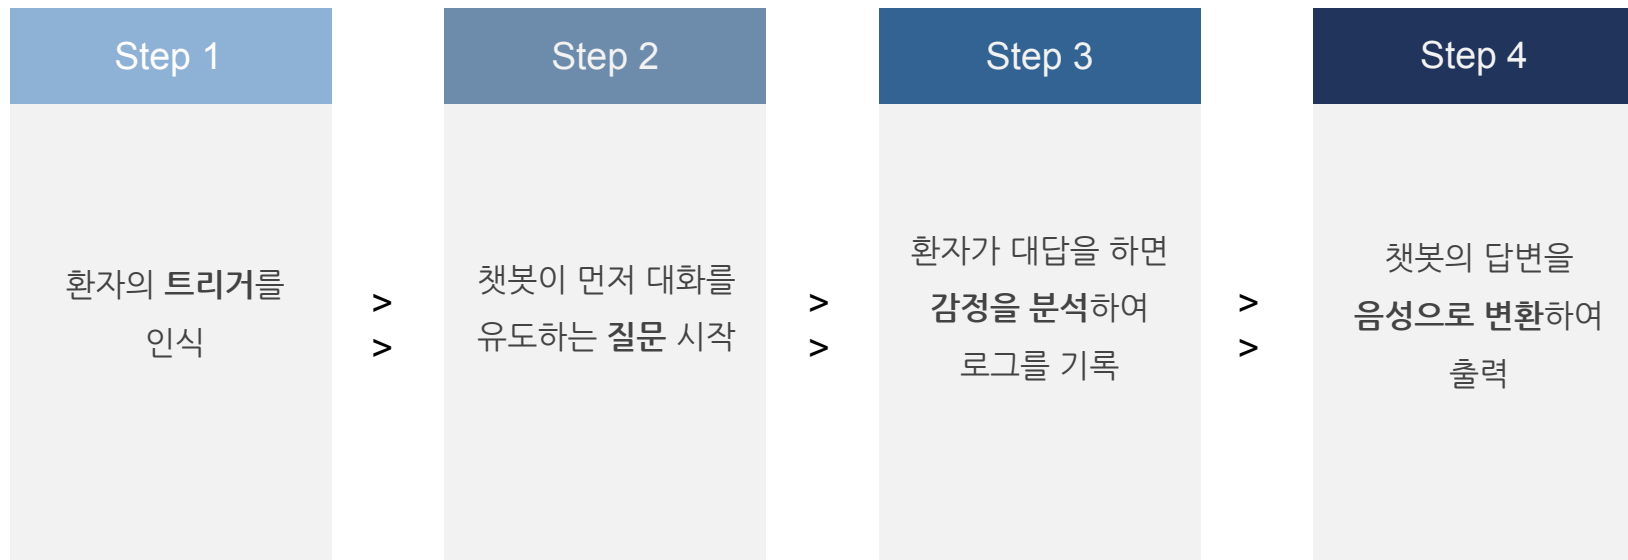 Step 1
환자의 트리거를
인식
>
>
Step 2
챗봇이 먼저 대화를
유도하는 질문 시작
>
>
Step 3
환자가 대답을 하면
감정을 분석하여
로그를 기록
>
>
Step 4
챗봇의 답변을
음성으로 변환하여
출력